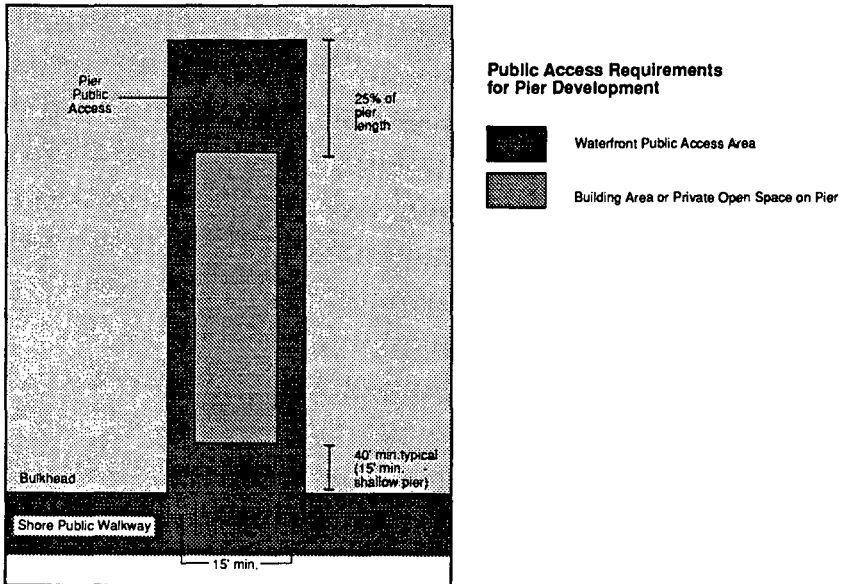 Pier
Public
Access
25% of
pier
length
40' min.typical
(15' min. -
shallow pier)
Bulkhead
Shore Public Walkway
15' min.
Public Access Requirements
for Pier Development
Waterfront Public Access Area
Building Area or Private Open Space on Pier